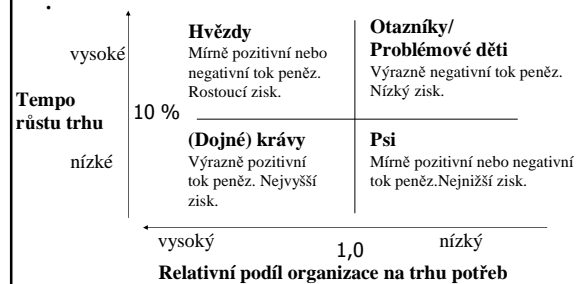 Hvězdy
Mírně pozitivní nebo
negativní tok peněz.
Rostoucí zisk.
Otazníky/
Problémové děti
Výrazně negativní tok peněz.
Nízký zisk.
vysoké
Tempo
růstu trhu
10 %
nízké
(Dojné) krávy
Výrazně pozitivní
tok peněz. Nejvyšší
zisk.
Psi
Mírně pozitivní nebo negativní
tok peněz.Nejnižší zisk.
vysoký
1,0
nízký
Relativní podíl organizace na trhu potřeb